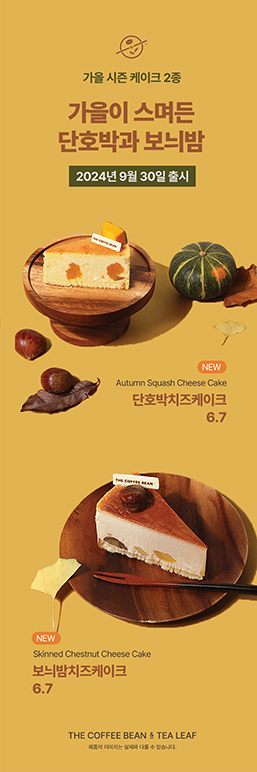 가을 시즌 케이크 2종
가을이 스며든
단호박과 보늬밤
2024년 9월 30일 출시
THE COFFEE BEAN
NEW
Autumn Squash Cheese Cake
단호박치즈케이크
6.7
THE COFFEE BEAN
NEW
Skinned Chestnut Cheese Cake
보늬밤치즈케이크
6.7
THE COFFEE BEAN & TEA LEAF
제품의 이미지는 실제와 다를 수 있습니다.